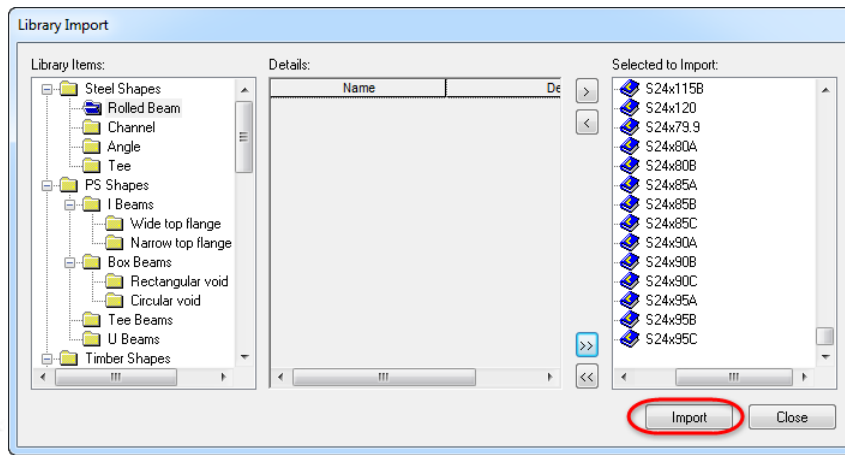 Library Import
Library Items:
Steel Shapes
Rolled Beam
Channel
Angle
Tee
PS Shapes
I Beams
Wide top flange
Narrow top flange
Box Beams
Rectangular void
Circular void
Tee Beams
U Beams
Timber Shapes
Details:
Name De
>
<
>>
<<
Selected to Import:
S24x115B
S24x120
S24x79.9
S24x80A
S24x80B
S24x85A
S24x85B
S24x85C
S24x90A
S24x90B
S24x90C
S24x95A
S24x95B
S24x95C
Import Close